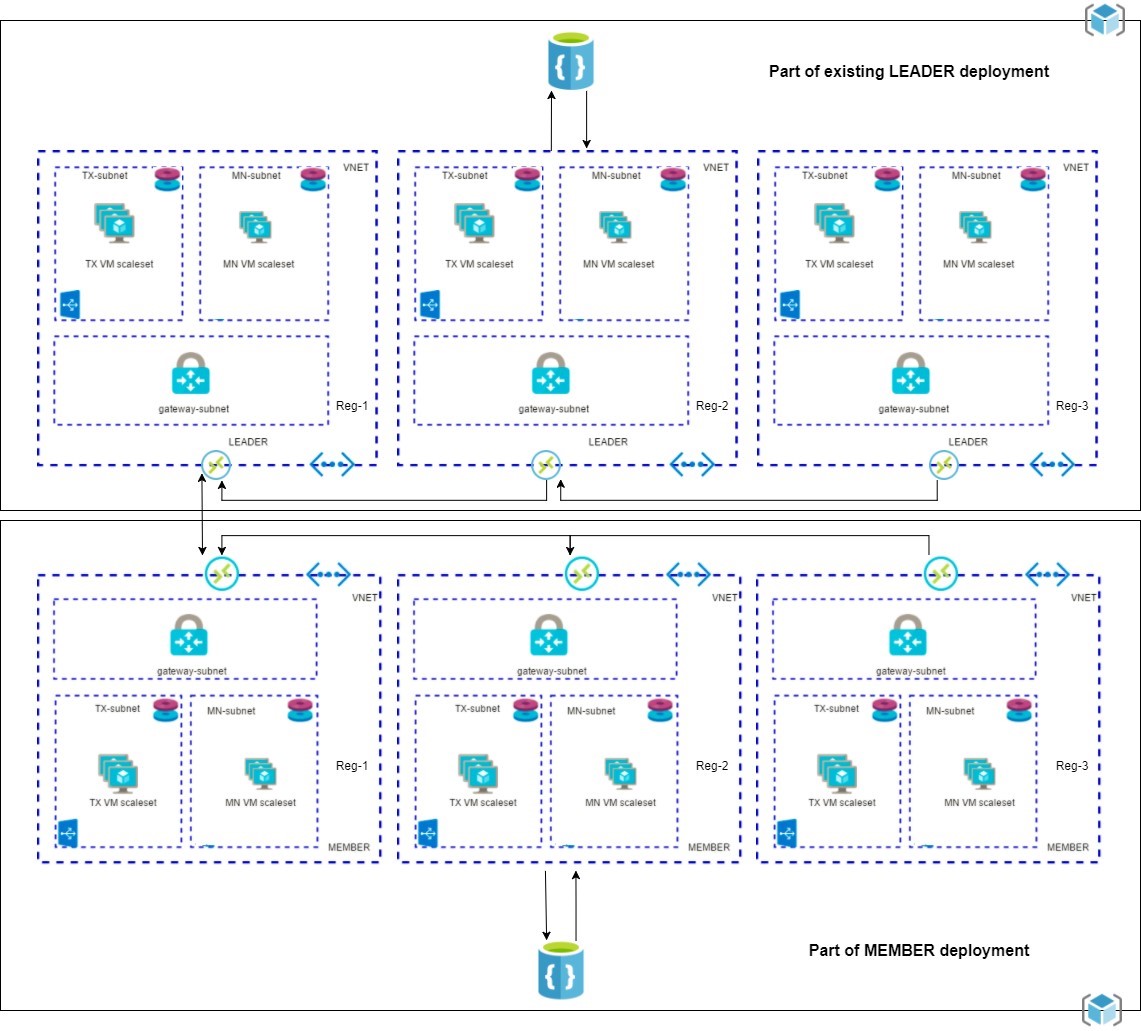 Part of existing LEADER deployment
TX-subnet
MN-subnet
VNET
TX VM scaleset
MN VM scaleset
gateway-subnet
Reg-1
LEADER
TX-subnet
MN-subnet
VNET
TX VM scaleset
MN VM scaleset
gateway-subnet
Reg-2
LEADER
TX-subnet
MN-subnet
VNET
TX VM scaleset
MN VM scaleset
gateway-subnet
Reg-3
LEADER
VNET
gateway-subnet
TX-subnet
MN-subnet
Reg-1
TX VM scaleset
MN VM scaleset
MEMBER
VNET
gateway-subnet
TX-subnet
MN-subnet
Reg-2
TX VM scaleset
MN VM scaleset
MEMBER
VNET
gateway-subnet
TX-subnet
MN-subnet
Reg-3
TX VM scaleset
MN VM scaleset
MEMBER
Part of MEMBER deployment